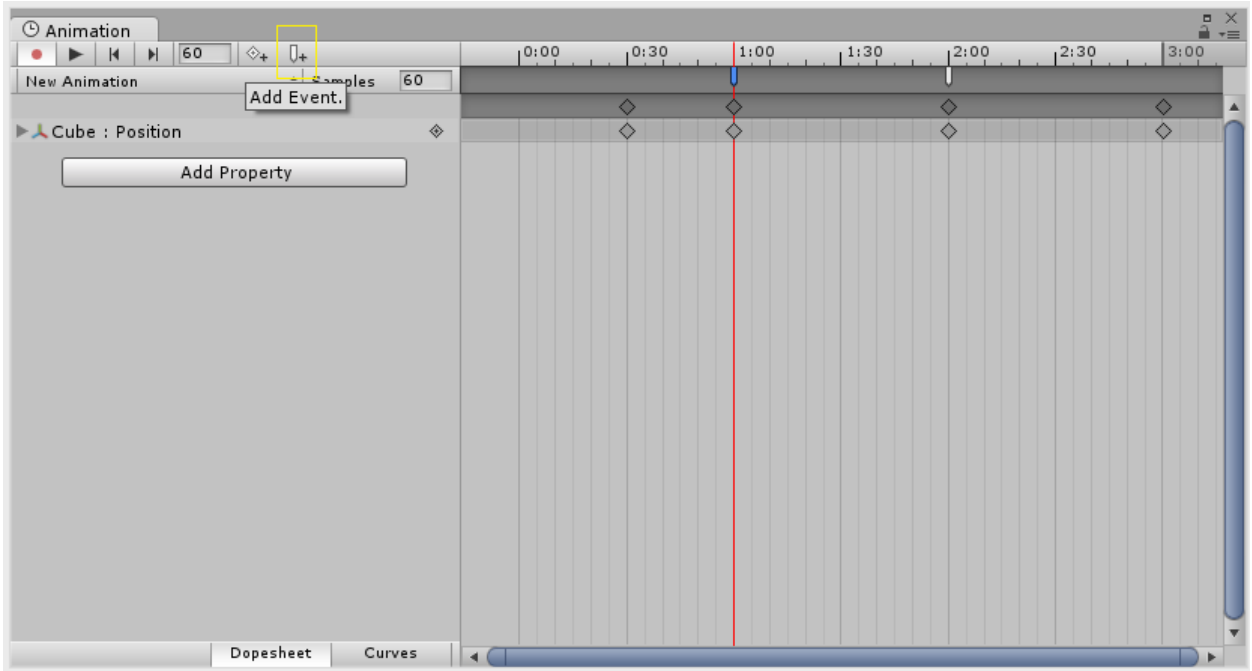 Animation
60 0:00 0:30 1:00 1:30 2:00 2:30 3:00
New Animation Samples 60
Add Event.
Cube : Position
Add Property
Dopesheet Curves